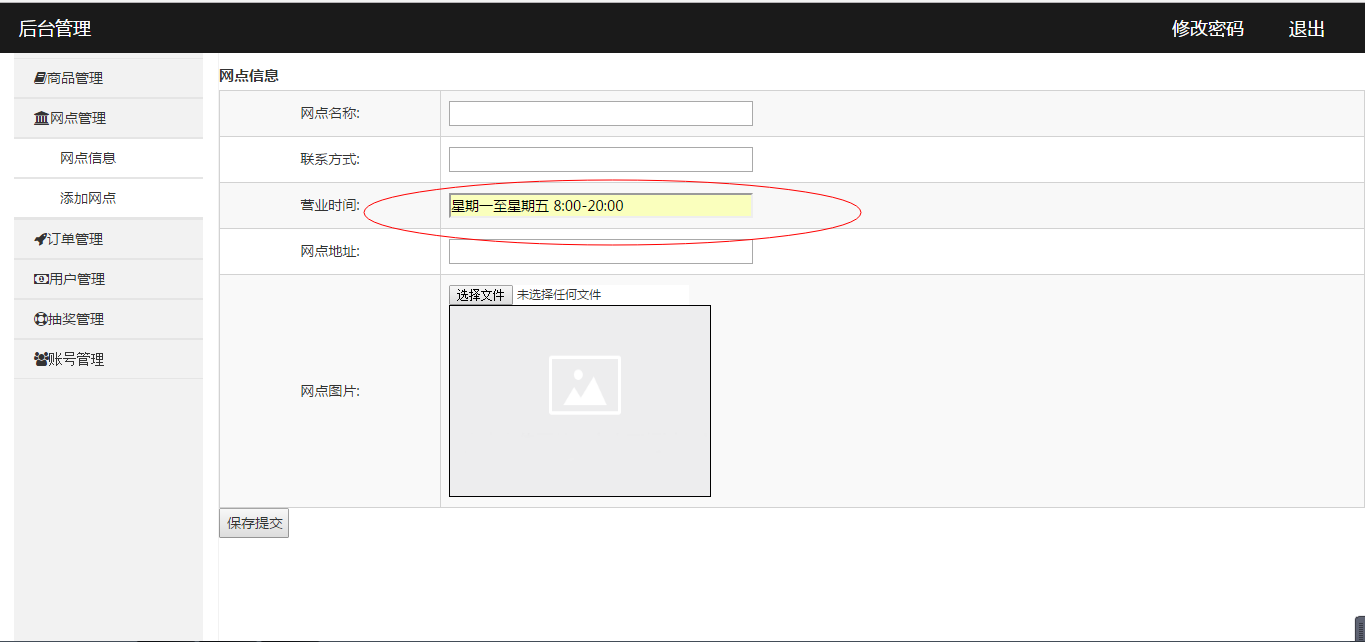 后台管理
修改密码
退出
商品管理
网点管理
网点信息
添加网点
订单管理
用户管理
抽奖管理
账号管理
网点信息
网点名称:
联系方式:
营业时间: 星期一至星期五 8:00-20:00
网点地址:
选择文件 未选择任何文件
网点图片:
保存提交